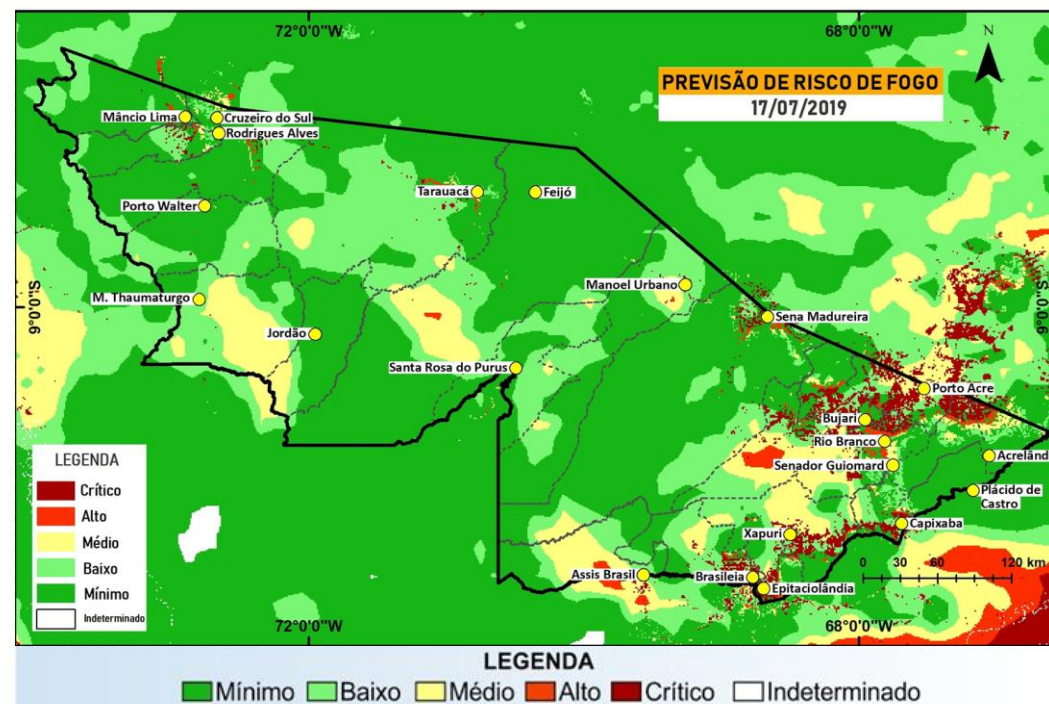 72°0'0"W
68°0'0"W
N
PREVISÃO DE RISCO DE FOGO
17/07/2019
Mâncio Lima
Cruzeiro do Sul
Rodrigues Alves
Tarauacá
Feijó
Porto Walter
M. Thaumaturgo
Manoel Urbano
9°0'0"S
9°0'0"S
Sena Madureira
Jordão
Santa Rosa do Purus
Porto Acre
Bujari
Rio Branco
Acrelând
Senador Guiomard
Plácido de
Castro
Capixaba
Xapuri
Assis Brasil
Brasileia
Epitaciolândia
0 30 60 120 km
LEGENDA
Crítico
Alto
Médio
Baixo
Mínimo
Indeterminado
72°0'0"W
68°0'0"W
LEGENDA
Mínimo Baixo Médio Alto Crítico Indeterminado